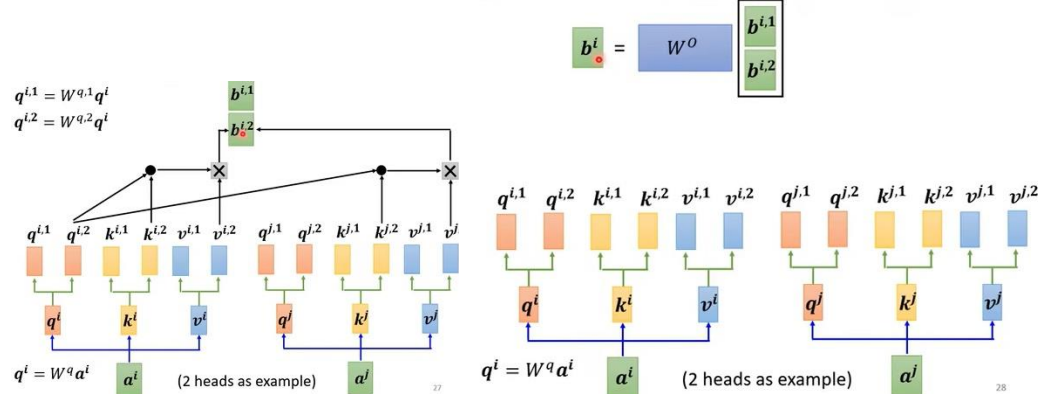 q^{i,1} = W^{q,1} q^i
q^{i,2} = W^{q,2} q^i
b^{i,1}
b^{i,2}
q^{i,1} q^{i,2} k^{i,1} k^{i,2} v^{i,1} v^{i,2} q^{j,1} q^{j,2} k^{j,1} k^{j,2} v^{j,1} v^j
q^i k^i v^i q^j k^j v^j
q^i = W^q a^i
a^i (2 heads as example) a^j
27
b^i = W^O b^{i,1}
b^{i,2}
q^{i,1} q^{i,2} k^{i,1} k^{i,2} v^{i,1} v^{i,2} q^{j,1} q^{j,2} k^{j,1} k^{j,2} v^{j,1} v^{j,2}
q^i k^i v^i q^j k^j v^j
q^i = W^q a^i
a^i (2 heads as example) a^j
28